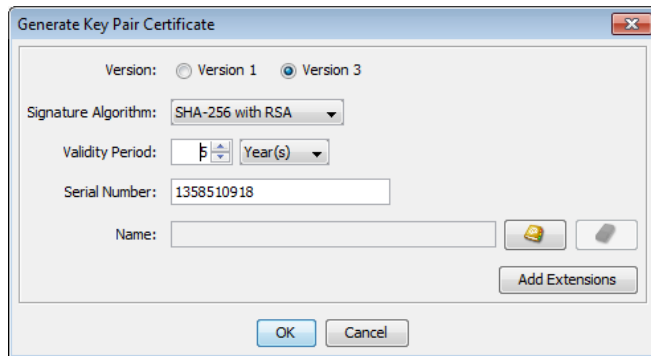 Generate Key Pair Certificate
Version: Version 1 Version 3
Signature Algorithm: SHA-256 with RSA
Validity Period: 5 Year(s)
Serial Number: 1358510918
Name:
Add Extensions
OK Cancel